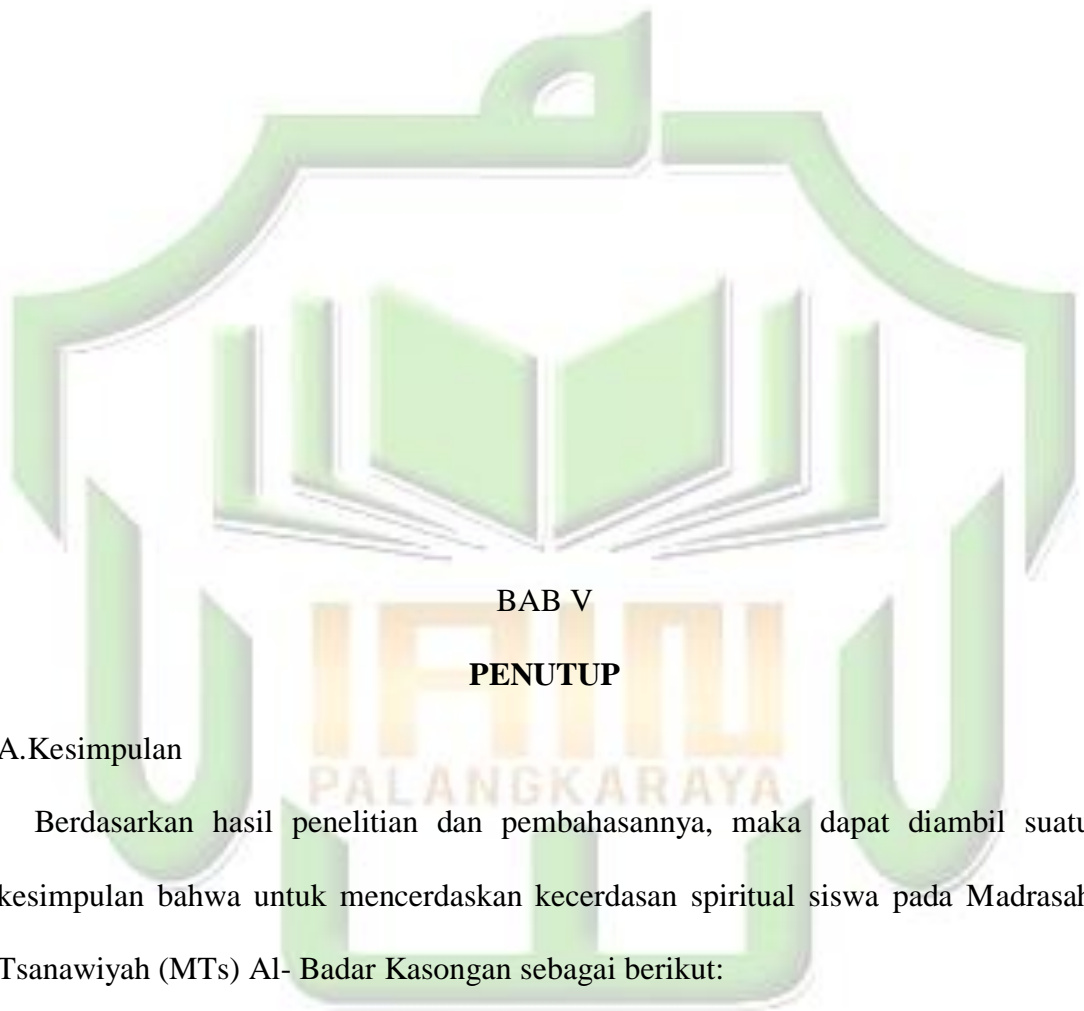 BAB V
PENUTUP
A.Kesimpulan
IAIN
PALANGKARAYA
Berdasarkan hasil penelitian dan pembahasannya, maka dapat diambil suatu
kesimpulan bahwa untuk mencerdaskan kecerdasan spiritual siswa pada Madrasah
Tsanawiyah (MTs) Al- Badar Kasongan sebagai berikut: